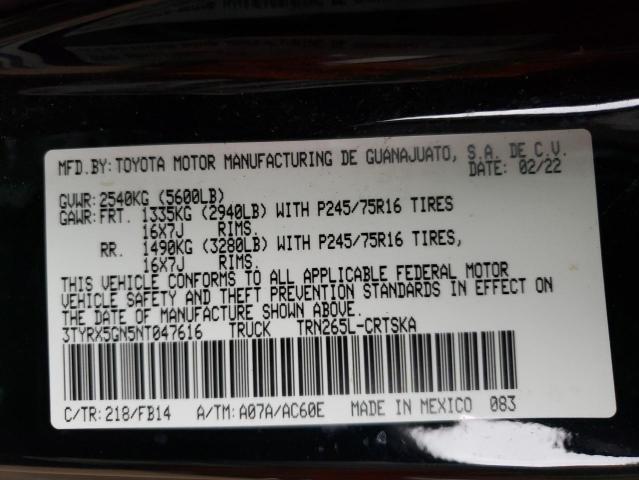 MFD.BY:TOYOTA MOTOR MANUFACTURING DE GUANAJUATO, S.A. DE C.V.
DATE: 02/22
GVWR:2540KG (5600LB)
GAWR:FRT. 1335KG (2940LB) WITH P245/75R16 TIRES
16X7J RIMS.
RR. 1490KG (3280LB) WITH P245/75R16 TIRES,
16X7J RIMS.
THIS VEHICLE CONFORMS TO ALL APPLICABLE FEDERAL MOTOR
VEHICLE SAFETY AND THEFT PREVENTION STANDARDS IN EFFECT ON
THE DATE OF MANUFACTURE SHOWN ABOVE.
3TYRX5GN5NT047616 TRUCK TRN265L-CRTSKA
C/TR:218/FB14 A/TM:A07A/AC60E MADE IN MEXICO 083